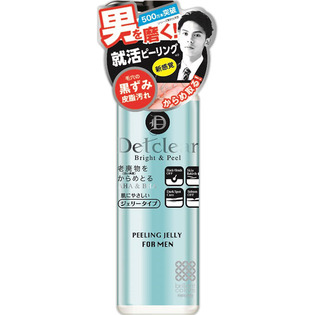 500万本突破
男を磨く!
就活ピーリング
新感覚
毛穴の
黒ずみ
皮脂汚れ
からめ取る!
Detclear
Bright & Peel
老廃物を
からめとる
AHA & B
肌にやさしい
ジェリータイプ
PEELING JELLY
FOR MEN